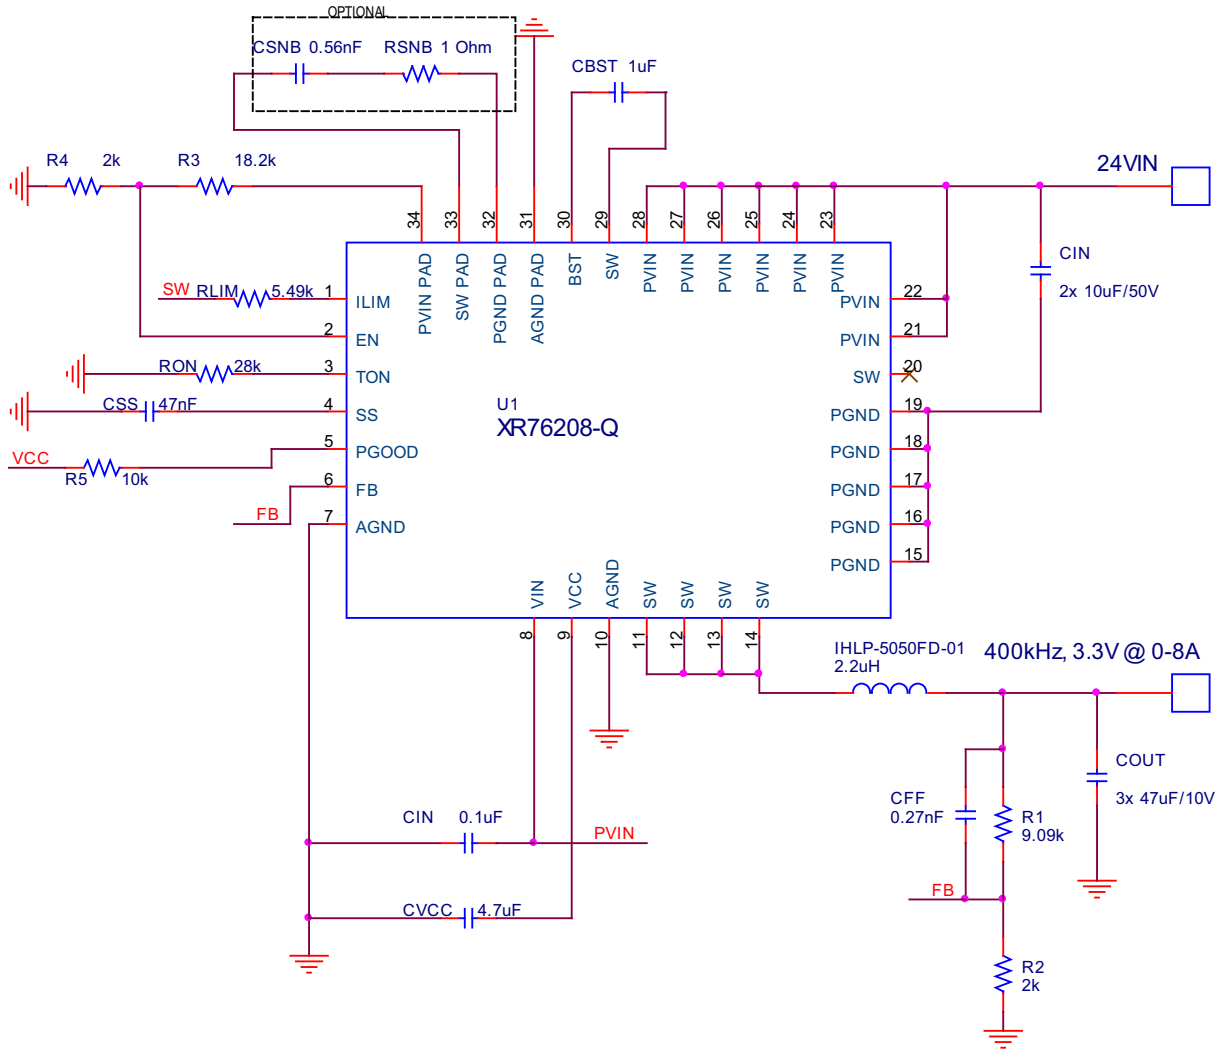 OPTIONAL
CSNB 0.56nF RSNB 1 Ohm
CBST 1uF
R4 2k R3 18.2k
24VIN
34 33 32 31 30 29 28 27 26 25 24 23
PVIN PAD SW PAD PGND PAD AGND PAD BST SW PVIN PVIN PVIN PVIN PVIN PVIN
CIN
2x 10uF/50V
SW RLIM 5.49k 1 ILIM
PVIN 22
2 EN
PVIN 21
RON 28k 3 TON
SW 20
CSS 47nF 4 SS
PGND 19
U1
XR76208-Q
VCC R5 10k 5 PGOOD
PGND 18
FB 6 FB
PGND 17
7 AGND
PGND 16
PGND 15
VIN VCC AGND SW SW SW SW
8 9 10 11 12 13 14
IHLP-5050FD-01
2.2uH
400kHz, 3.3V @ 0-8A
COUT
3x 47uF/10V
CFF
0.27nF
R1
9.09k
CIN 0.1uF PVIN
FB
CVCC 4.7uF
R2
2k